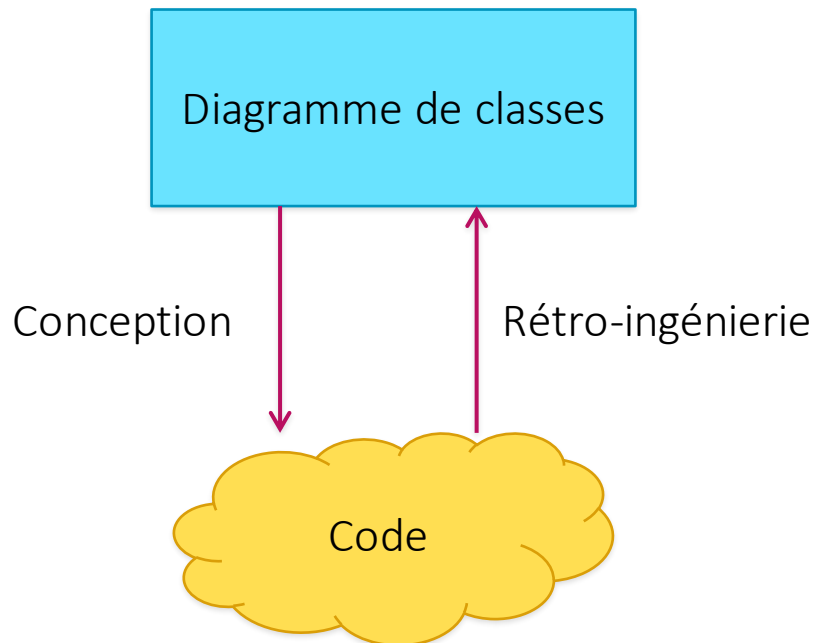 Diagramme de classes
Conception
Rétro-ingénierie
Code